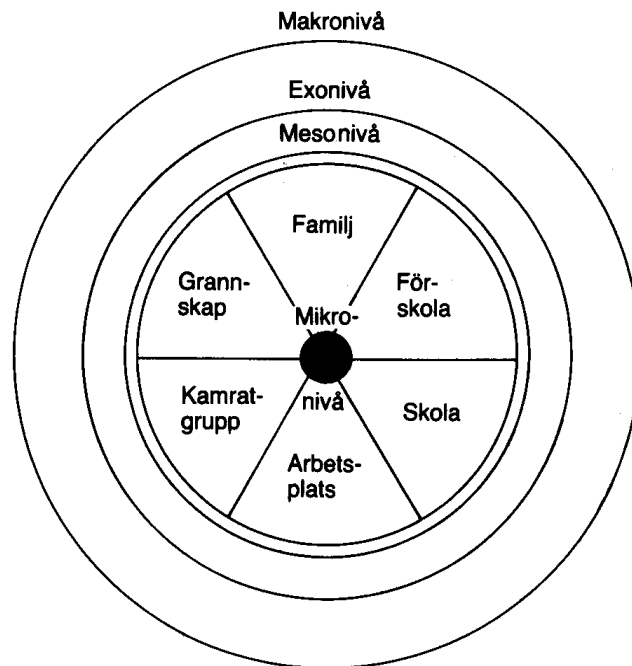 Makronivå
Exonivå
Mesonivå
Familj
Grann-
skap
För-
skola
Mikro-
nivå
Kamrat-
grupp
Skola
Arbets-
plats